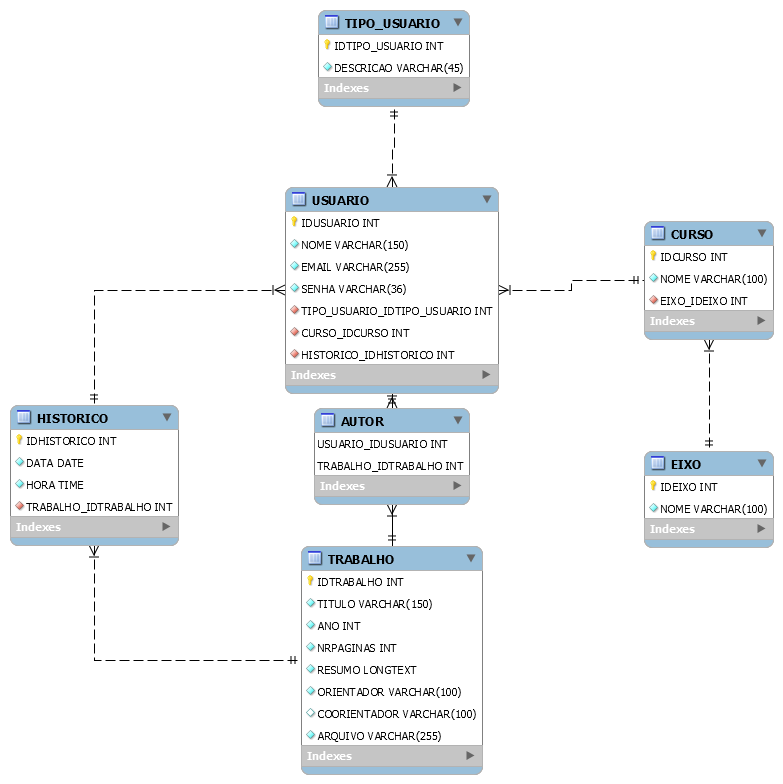 TIPO_USUARIO
IDTIPO_USUARIO INT
DESCRICAO VARCHAR(45)
Indexes
USUARIO
IDUSUARIO INT
NOME VARCHAR(150)
EMAIL VARCHAR(255)
SENHA VARCHAR(36)
TIPO_USUARIO_IDTIPO_USUARIO INT
CURSO_IDCURSO INT
HISTORICO_IDHISTORICO INT
Indexes
CURSO
IDCURSO INT
NOME VARCHAR(100)
EIXO_IDEIXO INT
Indexes
HISTORICO
IDHISTORICO INT
DATA DATE
HORA TIME
TRABALHO_IDTRABALHO INT
Indexes
AUTOR
USUARIO_IDUSUARIO INT
TRABALHO_IDTRABALHO INT
Indexes
EIXO
IDEIXO INT
NOME VARCHAR(100)
Indexes
TRABALHO
IDTRABALHO INT
TITULO VARCHAR(150)
ANO INT
NRPAGINAS INT
RESUMO LONGTEXT
ORIENTADOR VARCHAR(100)
COORIENTADOR VARCHAR(100)
ARQUIVO VARCHAR(255)
Indexes